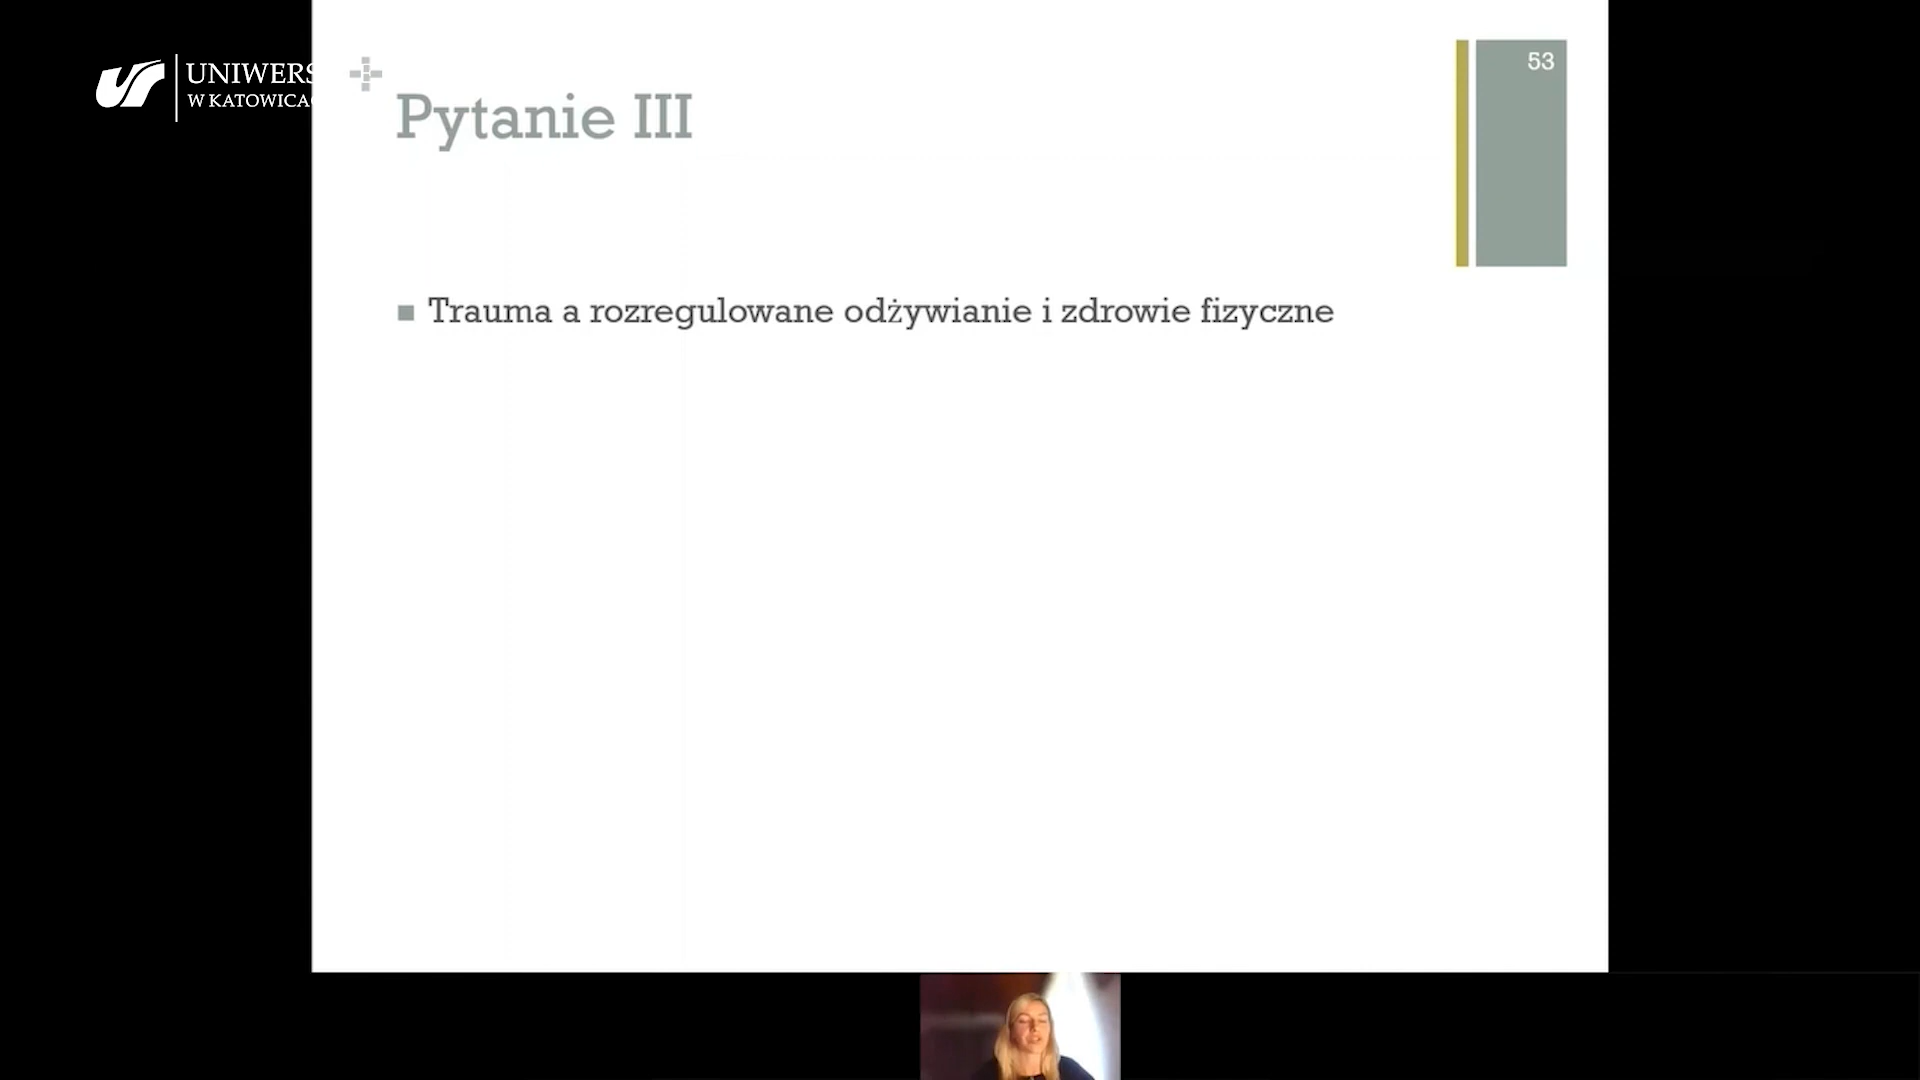 UNIWERS
W KATOWICA
53
Pytanie III
Trauma a rozregulowane odżywianie i zdrowie fizyczne